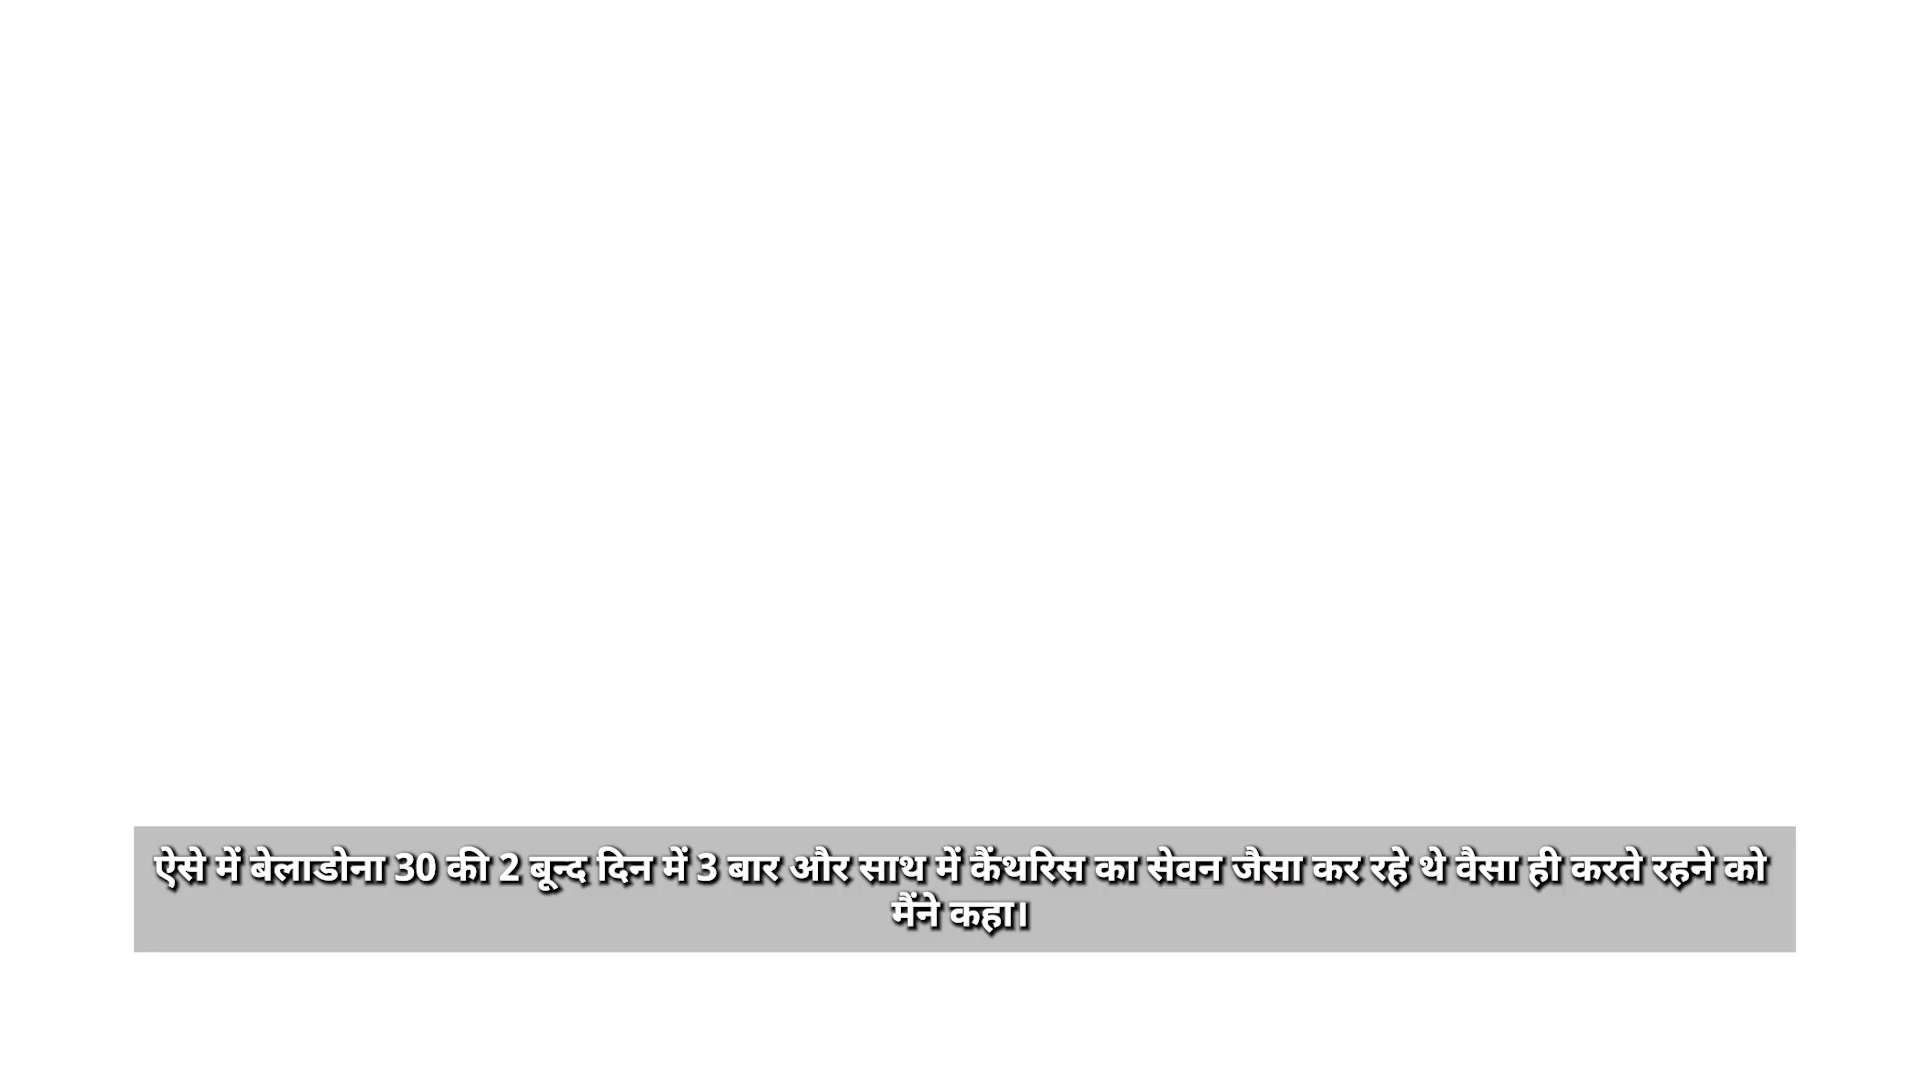 ऐसे में बेलाडोना 30 की 2 बून्द दिन में 3 बार और साथ में कैंथरिस का सेवन जैसा कर रहे थे वैसा ही करते रहने को
मैंने कहा।